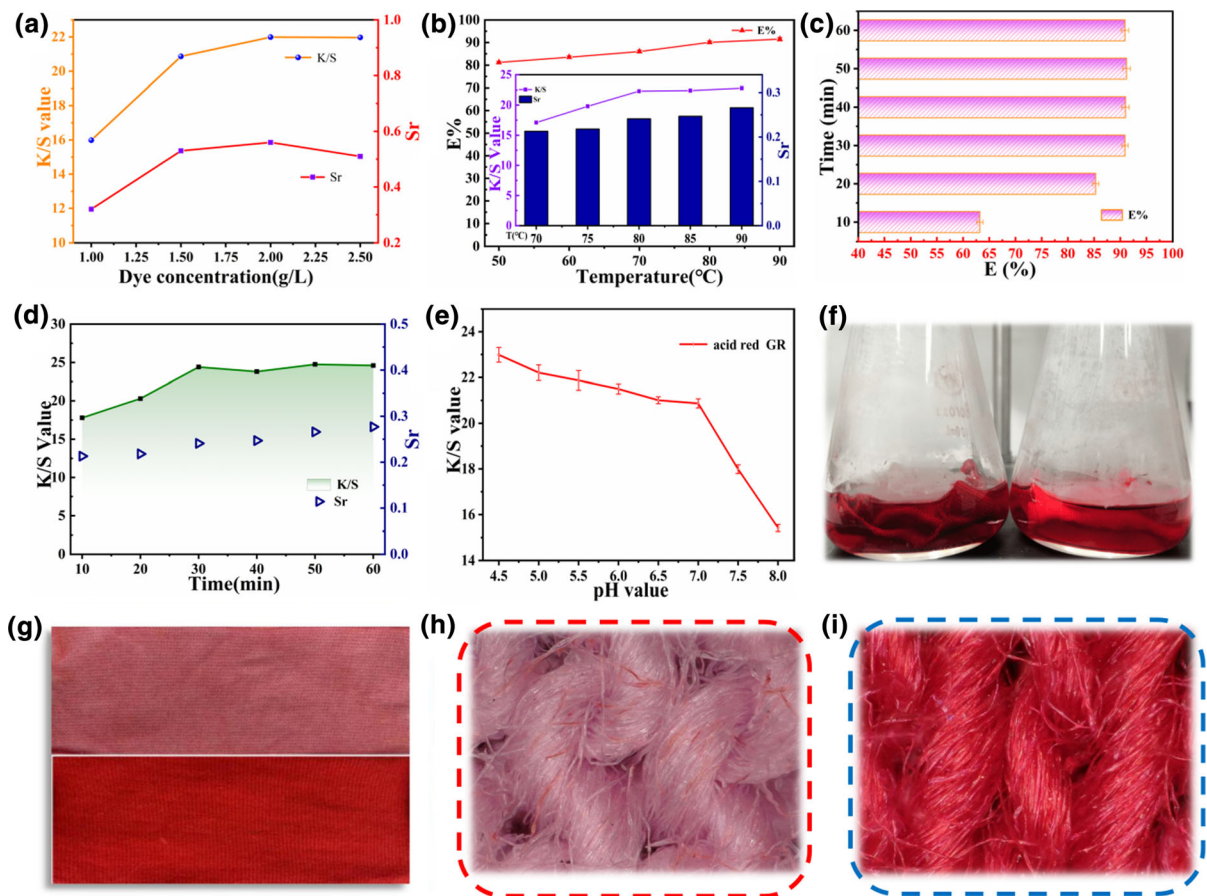 (a)
22
20
18
16
14
12
10
K/S value
K/S
Sr
1.0
0.8
0.6
0.4
0.2
Sr
1.00 1.25 1.50 1.75 2.00 2.25 2.50
Dye concentration(g/L)
(b)
100
90
80
70
60
50
40
30
20
10
0
E%
E%
25
20
15
10
5
0
K/S Value
K/S
Sr
0.3
0.2
0.1
0.0
Sr
T(℃) 70 75 80 85 90
50 60 70 80 90
Temperature(℃)
(c)
60
50
40
30
20
10
Time (min)
E%
40 45 50 55 60 65 70 75 80 85 90 95 100
E (%)
(d)
30
25
20
15
10
5
0
K/S Value
K/S
Sr
0.5
0.4
0.3
0.2
0.1
0.0
Sr
10 20 30 40 50 60
Time(min)
(e)
24
22
20
18
16
14
K/S value
acid red GR
4.5 5.0 5.5 6.0 6.5 7.0 7.5 8.0
pH value
(f)
(g)
(h)
(i)